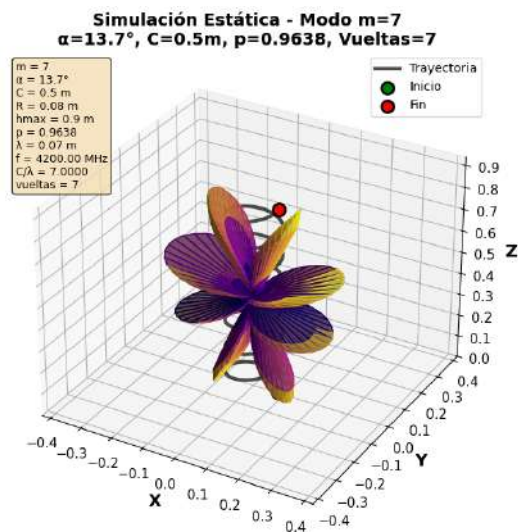 Simulación Estática - Modo m=7
α=13.7°, C=0.5m, p=0.9638, Vueltas=7
m = 7
α = 13.7°
C = 0.5 m
R = 0.08 m
hmax = 0.9 m
p = 0.9638
λ = 0.07 m
f = 4200.00 MHz
C/λ = 7.0000
vueltas = 7
Trayectoria
Inicio
Fin
0.9
0.8
0.7
0.6
0.5
0.4
0.3
0.2
0.1
0.0
Z
0.4
0.3
0.2
0.1
0.0
−0.1
−0.2
−0.3
−0.4
Y
−0.4
−0.3
−0.2
−0.1
0.0
0.1
0.2
0.3
0.4
X